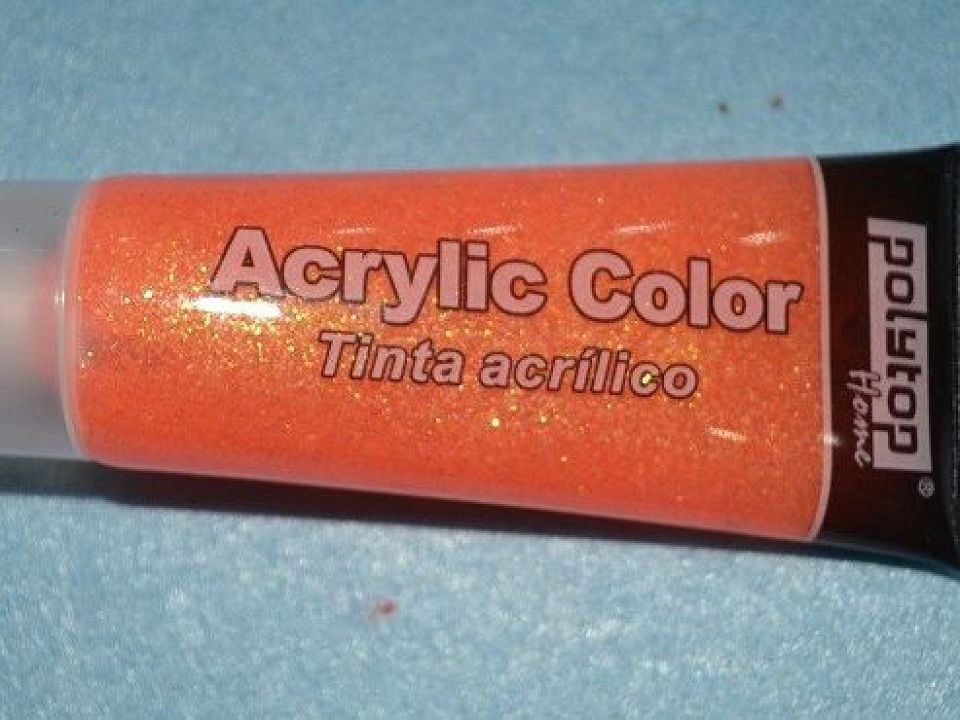 Acrylic Color
Tinta acrílico
polytop
Home
®